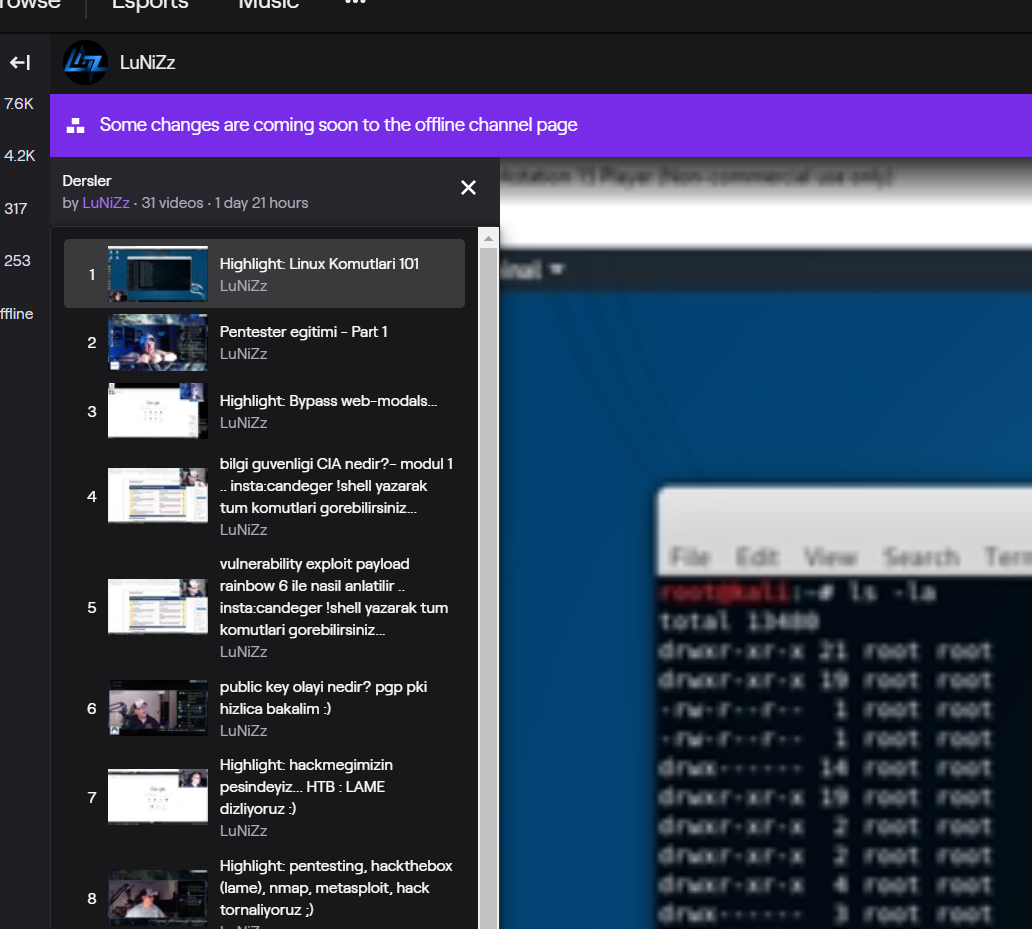 Esports
Music
LuNiZz
7.6K
4.2K
317
253
ffline
Some changes are coming soon to the offline channel page
Dersler
by LuNiZz · 31 videos · 1 day 21 hours
1
Highlight: Linux Komutlari 101
LuNiZz
2
Pentester egitimi - Part 1
LuNiZz
3
Highlight: Bypass web-modals...
LuNiZz
4
bilgi guvenligi CIA nedir?- modul 1
.. insta:candeger !shell yazarak
tum komutlari gorebilirsiniz...
LuNiZz
5
vulnerability exploit payload
rainbow 6 ile nasil anlatilir ..
insta:candeger !shell yazarak tum
komutlari gorebilirsiniz...
LuNiZz
6
public key olayi nedir? pgp pki
hizlica bakalim :)
LuNiZz
7
Highlight: hackmegimizin
pesindeyiz... HTB : LAME
dizliyoruz :)
LuNiZz
8
Highlight: pentesting, hackthebox
(lame), nmap, metasploit, hack
tornaliyoruz ;)
LuNiZz
13 Player (Non-commercial use only)
File Edit View Search Term
root@kali:~# ls -la
total 13480
drwxr-xr-x 21 root root
drwxr-xr-x 19 root root
-rw-r--r-- 1 root root
-rw-r--r-- 1 root root
drwx------ 14 root root
drwxr-xr-x 19 root root
drwxr-xr-x 2 root root
drwxr-xr-x 2 root root
drwxr-xr-x 4 root root
drwx------ 3 root root